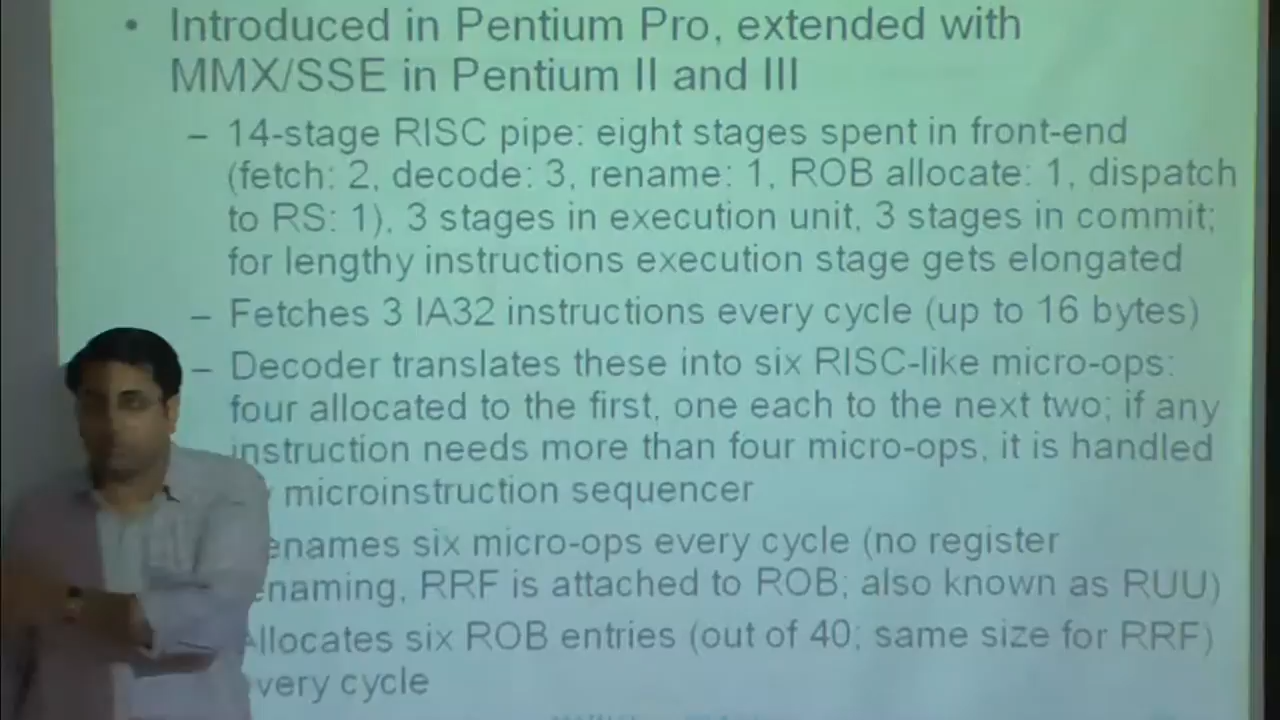 • Introduced in Pentium Pro, extended with
MMX/SSE in Pentium II and III
– 14-stage RISC pipe: eight stages spent in front-end
(fetch: 2, decode: 3, rename: 1, ROB allocate: 1, dispatch
to RS: 1), 3 stages in execution unit, 3 stages in commit;
for lengthy instructions execution stage gets elongated
– Fetches 3 IA32 instructions every cycle (up to 16 bytes)
– Decoder translates these into six RISC-like micro-ops:
four allocated to the first, one each to the next two; if any
instruction needs more than four micro-ops, it is handled
microinstruction sequencer
enames six micro-ops every cycle (no register
enaming, RRF is attached to ROB; also known as RUU)
Allocates six ROB entries (out of 40; same size for RRF)
very cycle